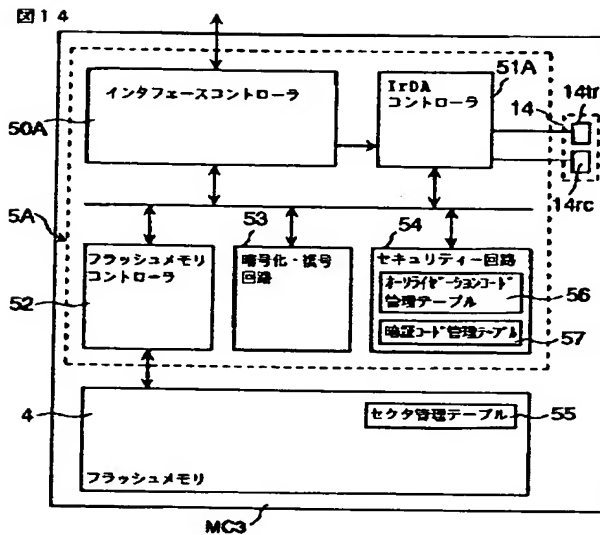 図14
インタフェースコントローラ
50A
IrDA
コントローラ
51A
14
14tr
14rc
5A
フラッシュメモリ
コントローラ
52
53
暗号化・復号
回路
54
セキュリティー回路
オーソライゼーションコード
管理テーブル
56
暗証コード管理テーブル
57
4
セクタ管理テーブル
55
フラッシュメモリ
MC3